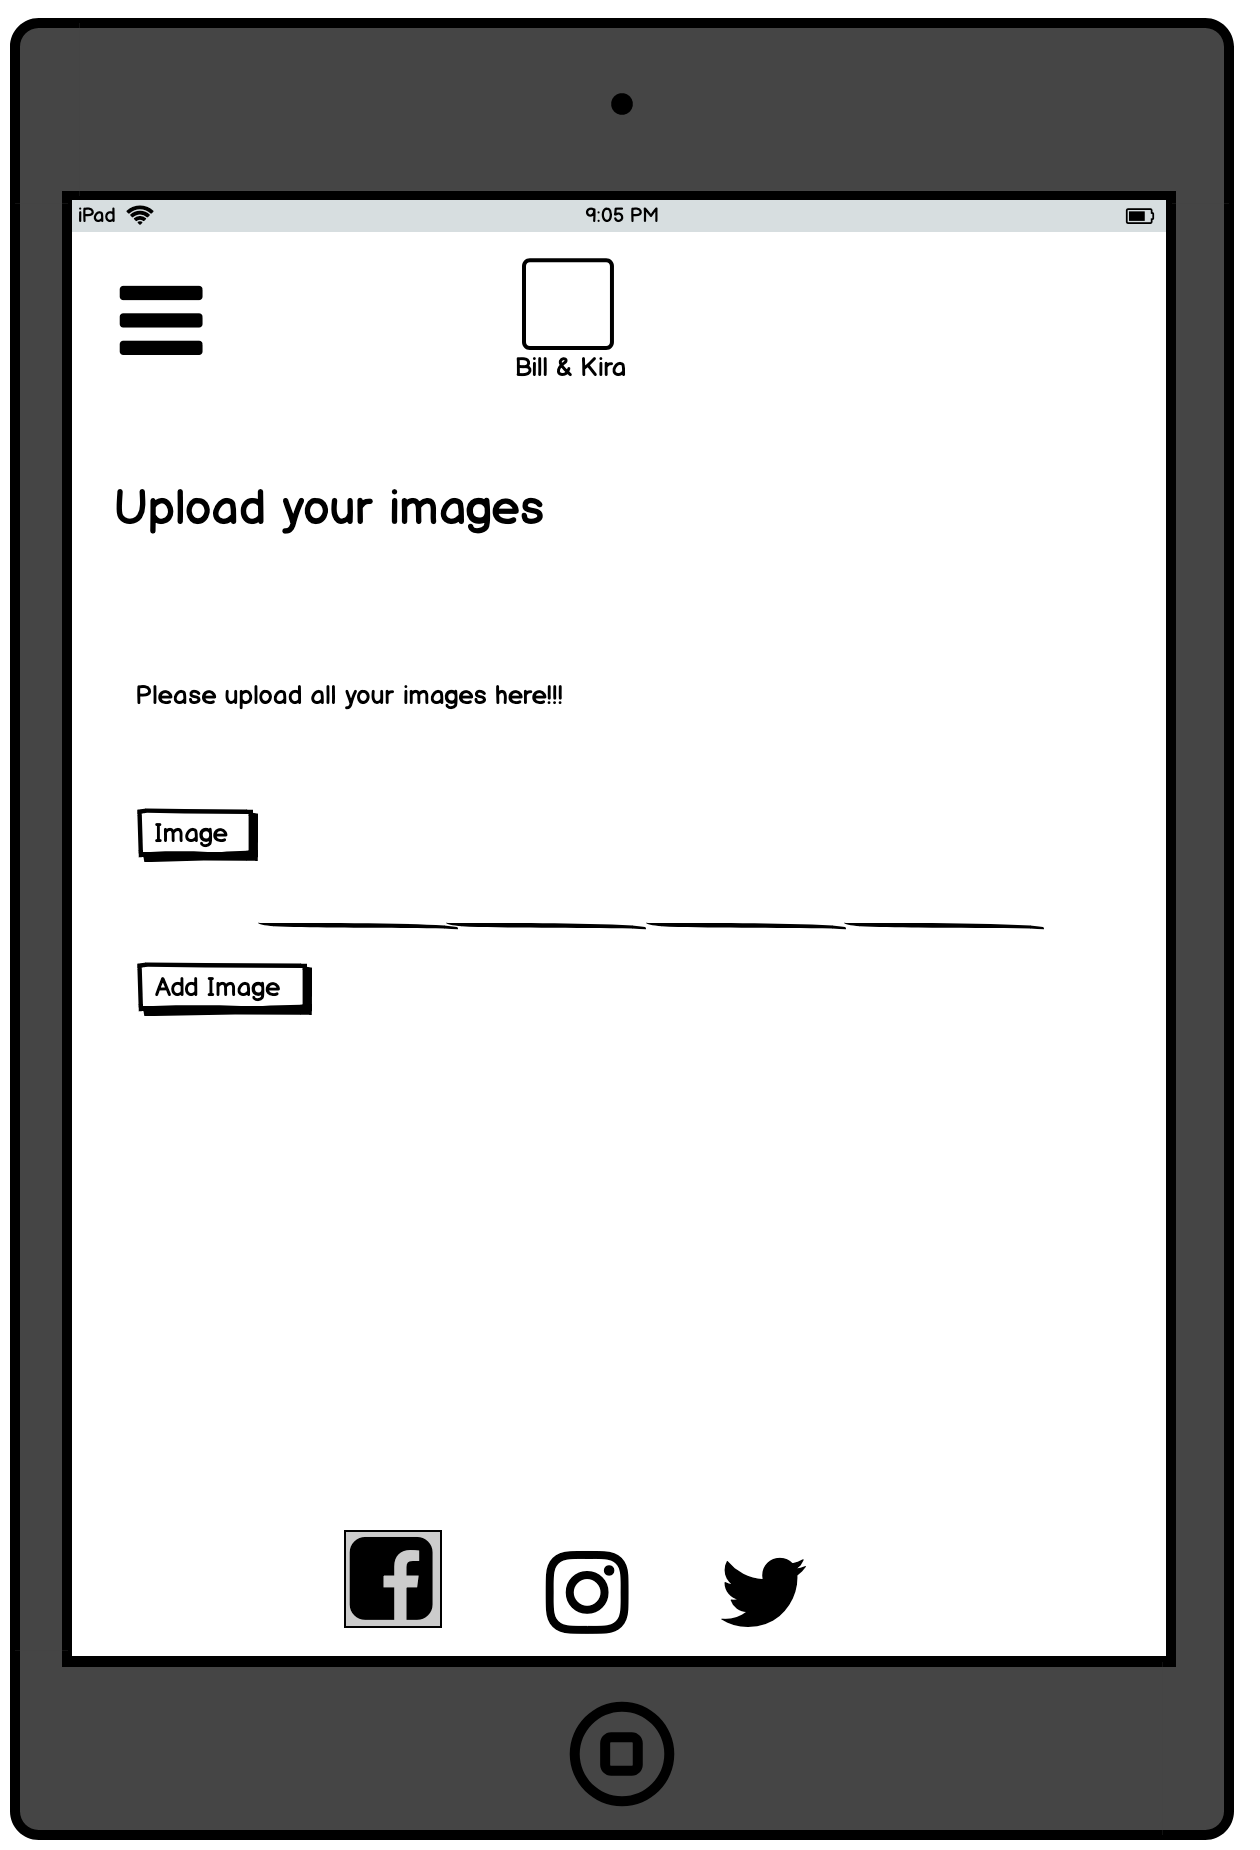 iPad 9:05 PM
Bill & Kira
Upload your images
Please upload all your images here!!!
Image
Add Image